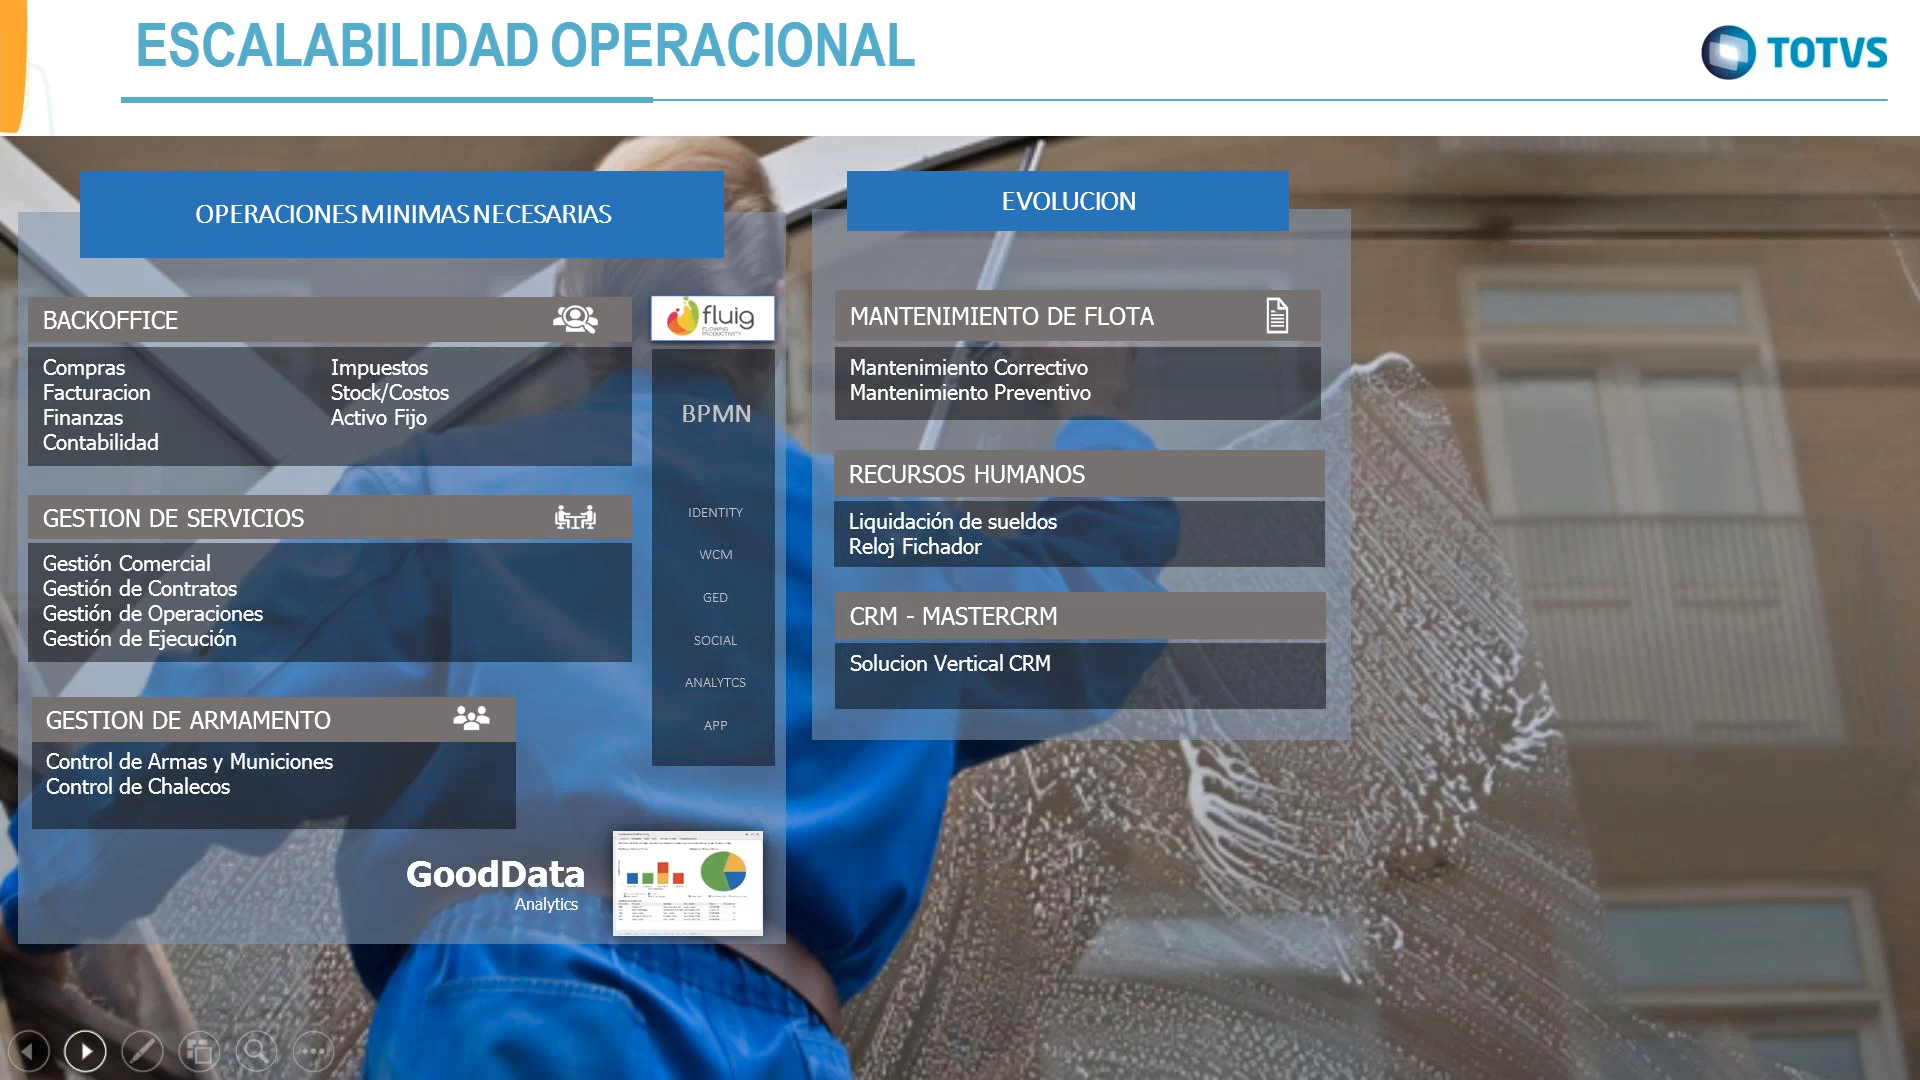 ESCALABILIDAD OPERACIONAL
TOTVS
OPERACIONES MINIMAS NECESARIAS
BACKOFFICE
Compras
Facturacion
Finanzas
Contabilidad
Impuestos
Stock/Costos
Activo Fijo
GESTION DE SERVICIOS
Gestión Comercial
Gestión de Contratos
Gestión de Operaciones
Gestión de Ejecución
GESTION DE ARMAMENTO
Control de Armas y Municiones
Control de Chalecos
fluig
FLOWING
PRODUCTIVITY
BPMN
IDENTITY
WCM
GED
SOCIAL
ANALYTCS
APP
GoodData
Analytics
EVOLUCION
MANTENIMIENTO DE FLOTA
Mantenimiento Correctivo
Mantenimiento Preventivo
RECURSOS HUMANOS
Liquidación de sueldos
Reloj Fichador
CRM - MASTERCRM
Solucion Vertical CRM